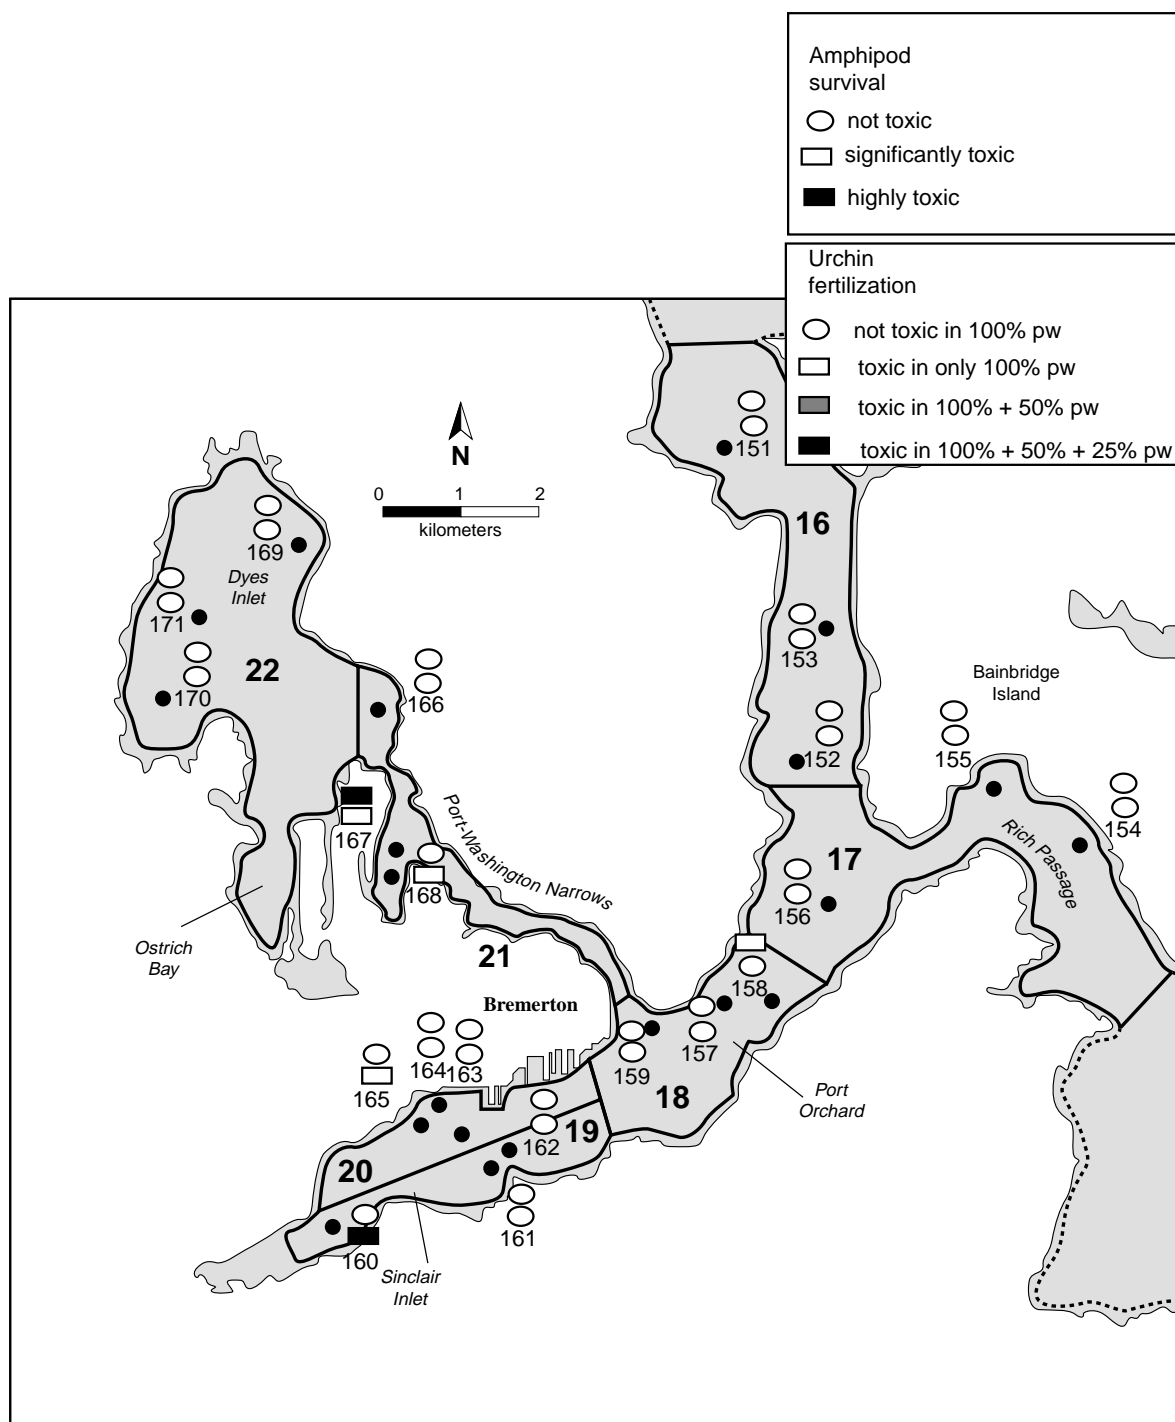 Amphipod
survival
not toxic
significantly toxic
highly toxic
Urchin
fertilization
not toxic in 100% pw
toxic in only 100% pw
toxic in 100% + 50% pw
toxic in 100% + 50% + 25% pw
N
0 1 2
kilometers
151
16
169
Dyes
Inlet
171
170
22
166
153
152
Bainbridge
Island
155
154
167
168
Port-Washington Narrows
17
Rich Passage
156
Ostrich
Bay
21
Bremerton
158
157
159
164
163
165
18
Port
Orchard
162
19
20
161
160
Sinclair
Inlet